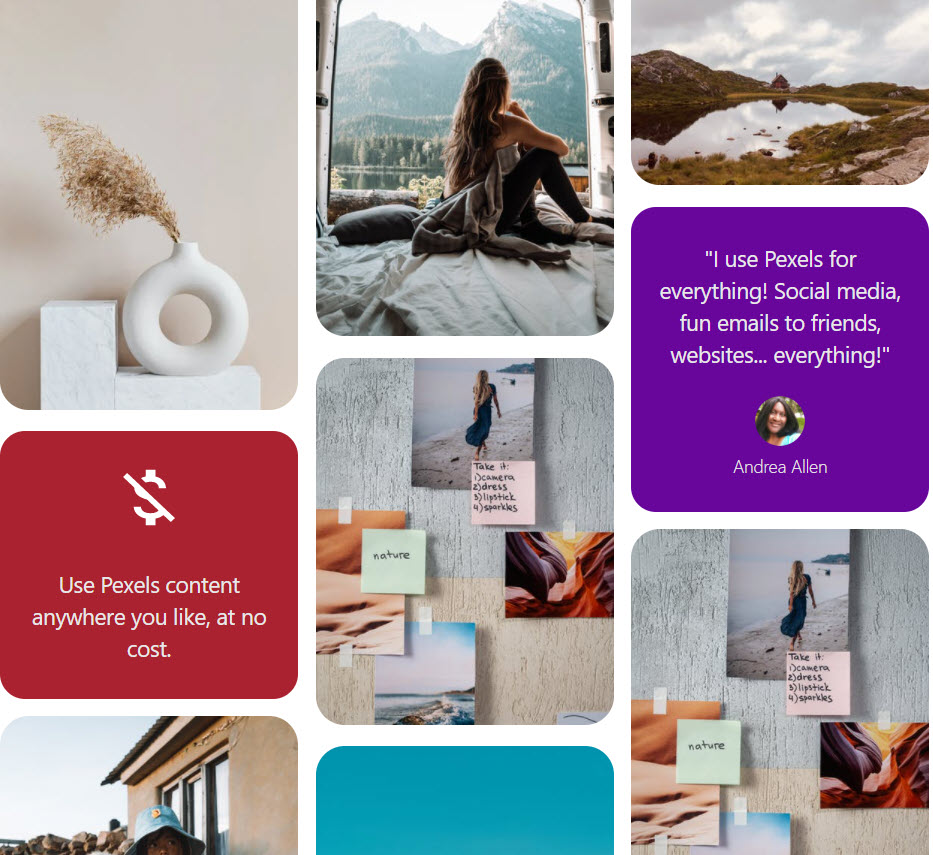 "I use Pexels for
everything! Social media,
fun emails to friends,
websites... everything!"
Andrea Allen
Use Pexels content
anywhere you like, at no
cost.
Take it:
1)camera
2)dress
3)lipstick
4)sparkles
nature
Take it:
1)camera
2)dress
3)lipstick
4)sparkles
nature